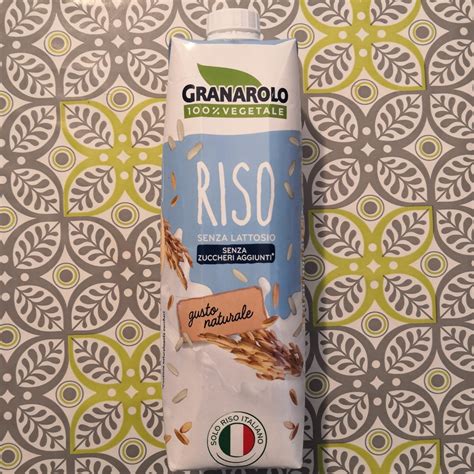 GRANAROLO
100% VEGETALE
RISO
SENZA LATTOSIO
SENZA
ZUCCHERI AGGIUNTI*
gusto
naturale
SOLO RISO ITALIANO